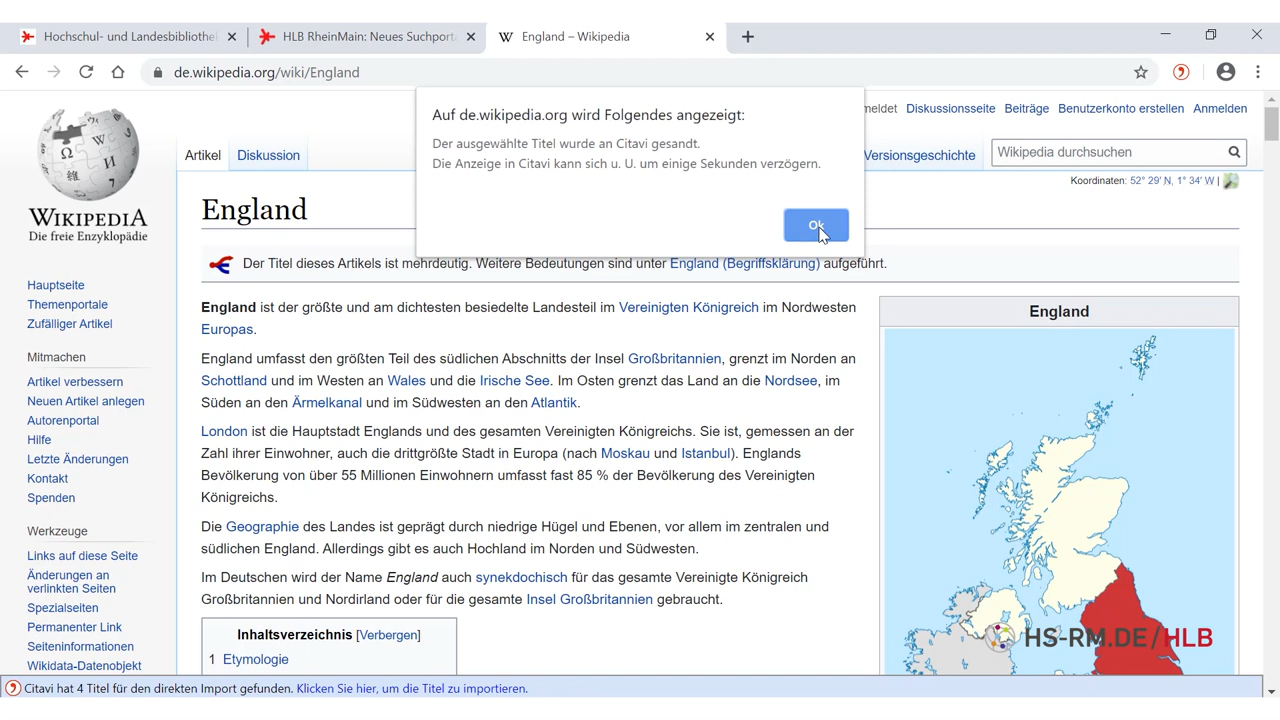 Hochschul- und Landesbibliothe
HLB RheinMain: Neues Suchporta
England – Wikipedia
de.wikipedia.org/wiki/England
Auf de.wikipedia.org wird Folgendes angezeigt:
Der ausgewählte Titel wurde an Citavi gesandt.
Die Anzeige in Citavi kann sich u. U. um einige Sekunden verzögern.
Ok
meldet Diskussionsseite Beiträge Benutzerkonto erstellen Anmelden
Artikel Diskussion
Versionsgeschichte
Wikipedia durchsuchen
Koordinaten: 52° 29′ N, 1° 34′ W |
WIKIPEDIA
Die freie Enzyklopädie
Hauptseite
Themenportale
Zufälliger Artikel
Mitmachen
Artikel verbessern
Neuen Artikel anlegen
Autorenportal
Hilfe
Letzte Änderungen
Kontakt
Spenden
Werkzeuge
Links auf diese Seite
Änderungen an
verlinkten Seiten
Spezialseiten
Permanenter Link
Seiteninformationen
Wikidata-Datenobjekt
England
Der Titel dieses Artikels ist mehrdeutig. Weitere Bedeutungen sind unter England (Begriffsklärung) aufgeführt.
England ist der größte und am dichtesten besiedelte Landesteil im Vereinigten Königreich im Nordwesten
Europas.
England umfasst den größten Teil des südlichen Abschnitts der Insel Großbritannien, grenzt im Norden an
Schottland und im Westen an Wales und die Irische See. Im Osten grenzt das Land an die Nordsee, im
Süden an den Ärmelkanal und im Südwesten an den Atlantik.
London ist die Hauptstadt Englands und des gesamten Vereinigten Königreichs. Sie ist, gemessen an der
Zahl ihrer Einwohner, auch die drittgrößte Stadt in Europa (nach Moskau und Istanbul). Englands
Bevölkerung von über 55 Millionen Einwohnern umfasst fast 85 % der Bevölkerung des Vereinigten
Königreichs.
Die Geographie des Landes ist geprägt durch niedrige Hügel und Ebenen, vor allem im zentralen und
südlichen England. Allerdings gibt es auch Hochland im Norden und Südwesten.
Im Deutschen wird der Name England auch synekdochisch für das gesamte Vereinigte Königreich
Großbritannien und Nordirland oder für die gesamte Insel Großbritannien gebraucht.
Inhaltsverzeichnis [Verbergen]
1 Etymologie
England
HS-RM.DE/HLB
Citavi hat 4 Titel für den direkten Import gefunden. Klicken Sie hier, um die Titel zu importieren.